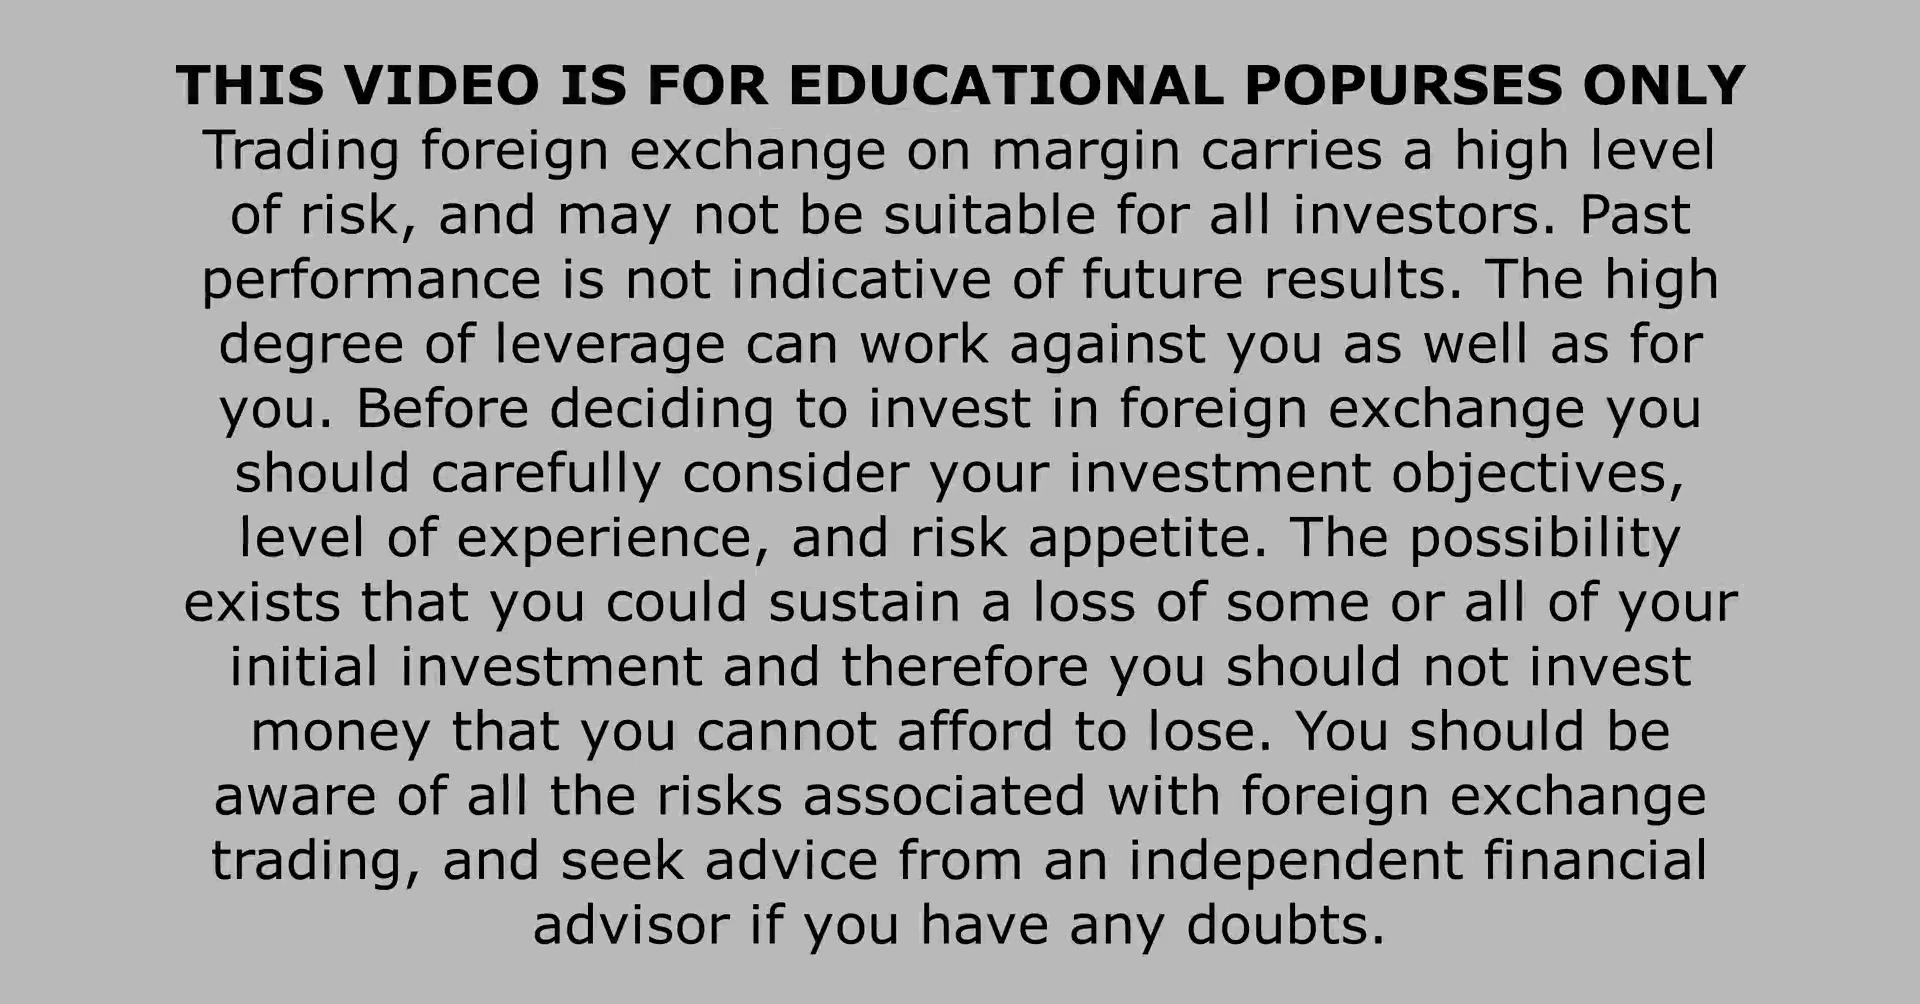 THIS VIDEO IS FOR EDUCATIONAL POPURSES ONLY
Trading foreign exchange on margin carries a high level
of risk, and may not be suitable for all investors. Past
performance is not indicative of future results. The high
degree of leverage can work against you as well as for
you. Before deciding to invest in foreign exchange you
should carefully consider your investment objectives,
level of experience, and risk appetite. The possibility
exists that you could sustain a loss of some or all of your
initial investment and therefore you should not invest
money that you cannot afford to lose. You should be
aware of all the risks associated with foreign exchange
trading, and seek advice from an independent financial
advisor if you have any doubts.